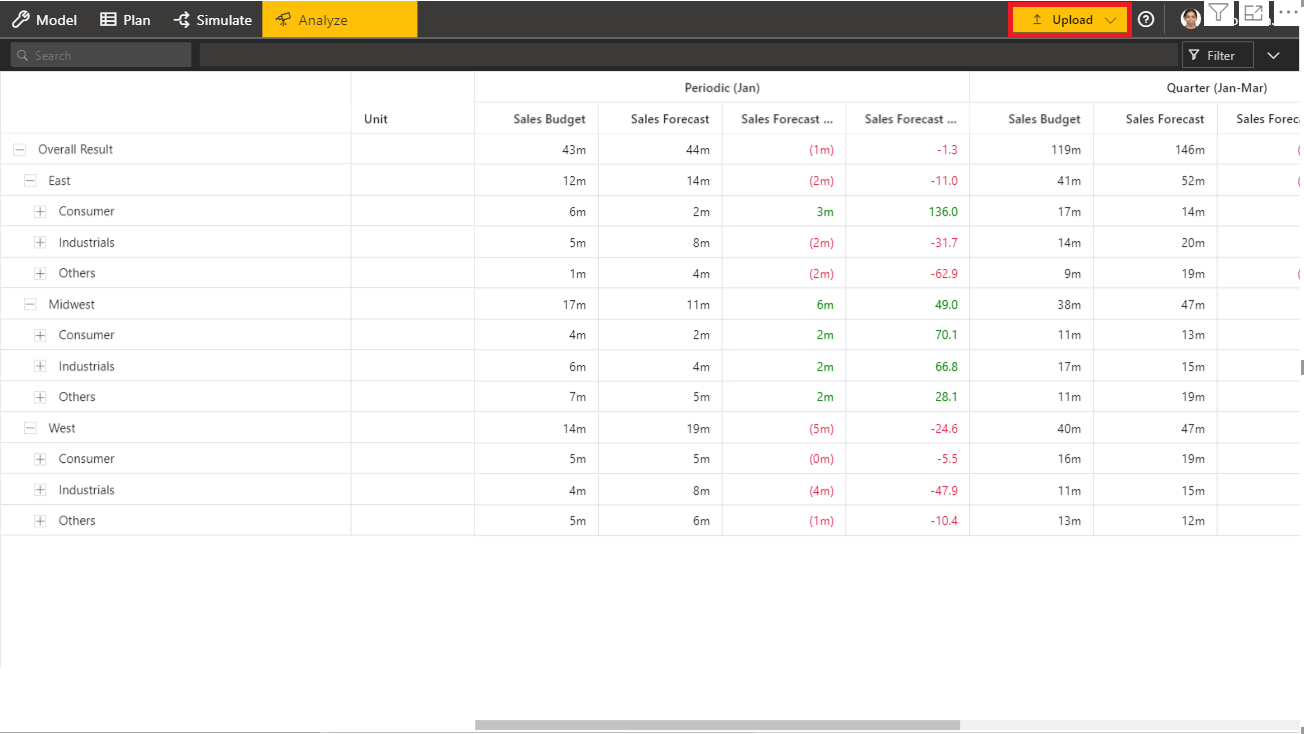 Model Plan Simulate Analyze Upload
Search Filter
Periodic (Jan) Quarter (Jan-Mar)
Unit Sales Budget Sales Forecast Sales Forecast ... Sales Forecast ... Sales Budget Sales Forecast Sales
Overall Result 43m 44m (1m) -1.3 119m 146m
East 12m 14m (2m) -11.0 41m 52m
Consumer 6m 2m 3m 136.0 17m 14m
Industrials 5m 8m (2m) -31.7 14m 20m
Others 1m 4m (2m) -62.9 9m 19m
Midwest 17m 11m 6m 49.0 38m 47m
Consumer 4m 2m 2m 70.1 11m 13m
Industrials 6m 4m 2m 66.8 17m 15m
Others 7m 5m 2m 28.1 11m 19m
West 14m 19m (5m) -24.6 40m 47m
Consumer 5m 5m (0m) -5.5 16m 19m
Industrials 4m 8m (4m) -47.9 11m 15m
Others 5m 6m (1m) -10.4 13m 12m